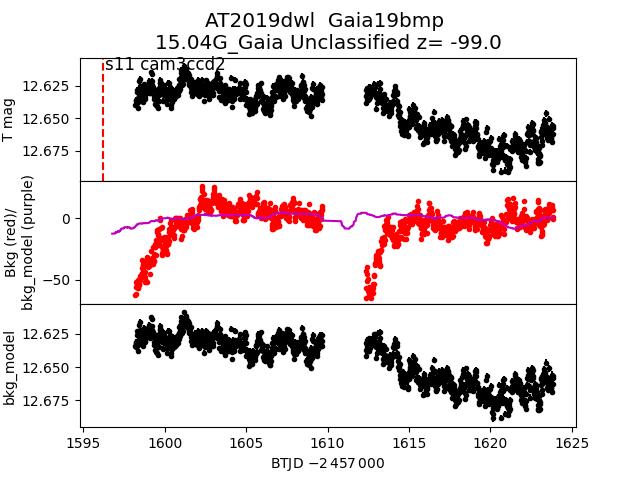 AT2019dwl  Gaia19bmp
15.04G_Gaia Unclassified z= -99.0
s11 cam3ccd2
12.625
12.650
12.675
T mag
0
−50
Bkg (red)/
bkg_model (purple)
12.625
12.650
12.675
bkg_model
1595 1600 1605 1610 1615 1620 1625
BTJD −2 457 000